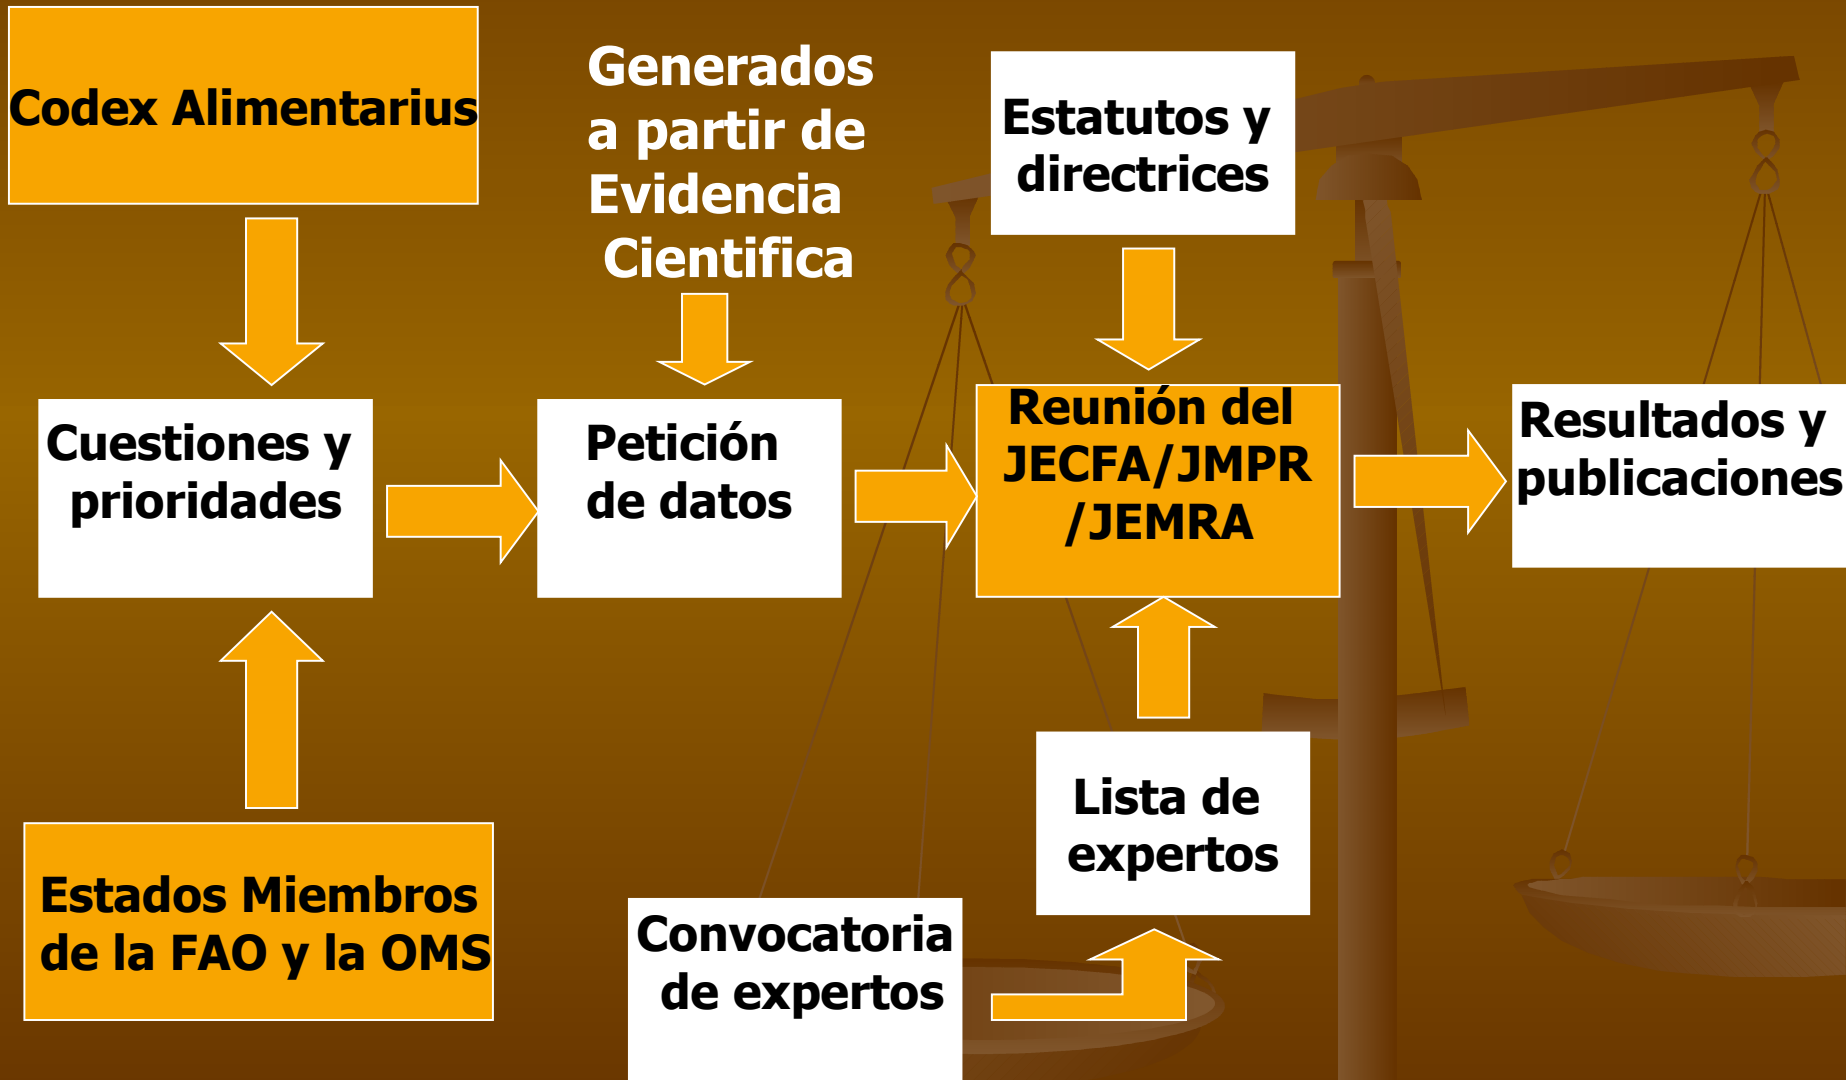 Codex Alimentarius
Generados
a partir de
Evidencia
Cientifica
Estatutos y
directrices
Cuestiones y
prioridades
Petición
de datos
Reunión del
JECFA/JMPR
/JEMRA
Resultados y
publicaciones
Estados Miembros
de la FAO y la OMS
Convocatoria
de expertos
Lista de
expertos